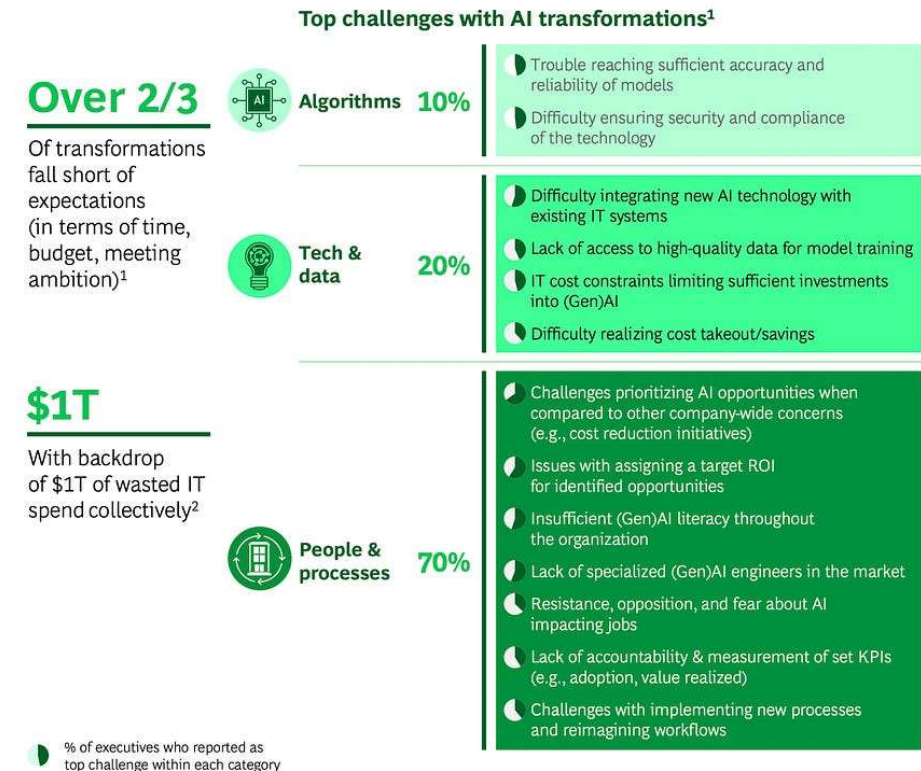 Top challenges with AI transformations¹
Over 2/3
Of transformations
fall short of
expectations
(in terms of time,
budget, meeting
ambition)¹
$1T
With backdrop
of $1T of wasted IT
spend collectively²
AI
Algorithms 10%
Trouble reaching sufficient accuracy and
reliability of models
Difficulty ensuring security and compliance
of the technology
Tech &
data
20%
Difficulty integrating new AI technology with
existing IT systems
Lack of access to high-quality data for model training
IT cost constraints limiting sufficient investments
into (Gen)AI
Difficulty realizing cost takeout/savings
People &
processes
70%
Challenges prioritizing AI opportunities when
compared to other company-wide concerns
(e.g., cost reduction initiatives)
Issues with assigning a target ROI
for identified opportunities
Insufficient (Gen)AI literacy throughout
the organization
Lack of specialized (Gen)AI engineers in the market
Resistance, opposition, and fear about AI
impacting jobs
Lack of accountability & measurement of set KPIs
(e.g., adoption, value realized)
Challenges with implementing new processes
and reimagining workflows
% of executives who reported as
top challenge within each category